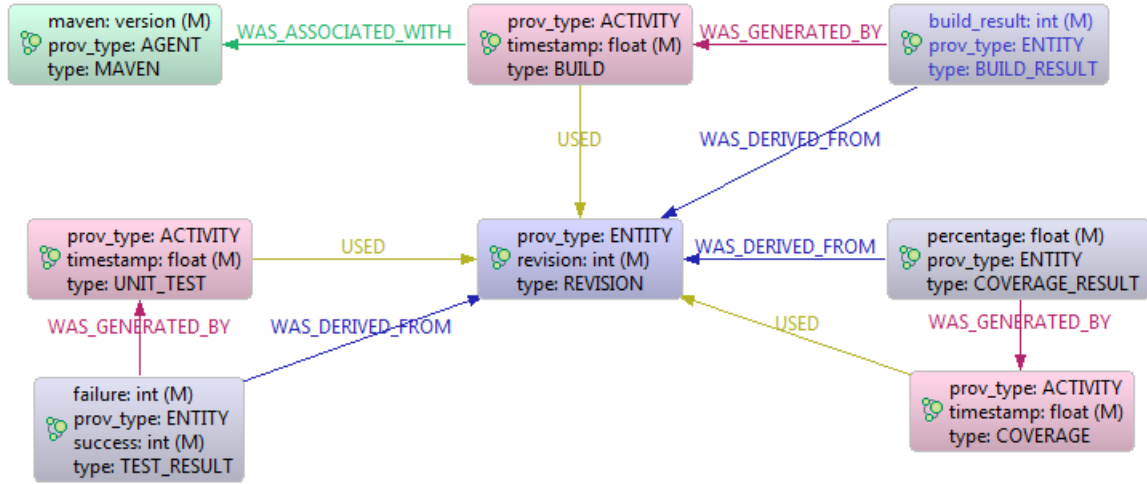 maven: version (M)
prov_type: AGENT
type: MAVEN
WAS_ASSOCIATED_WITH
prov_type: ACTIVITY
timestamp: float (M)
type: BUILD
WAS_GENERATED_BY
build_result: int (M)
prov_type: ENTITY
type: BUILD_RESULT
USED
WAS_DERIVED_FROM
prov_type: ACTIVITY
timestamp: float (M)
type: UNIT_TEST
USED
prov_type: ENTITY
revision: int (M)
type: REVISION
WAS_DERIVED_FROM
percentage: float (M)
prov_type: ENTITY
type: COVERAGE_RESULT
WAS_GENERATED_BY
WAS_DERIVED_FROM
USED
WAS_GENERATED_BY
failure: int (M)
prov_type: ENTITY
success: int (M)
type: TEST_RESULT
prov_type: ACTIVITY
timestamp: float (M)
type: COVERAGE